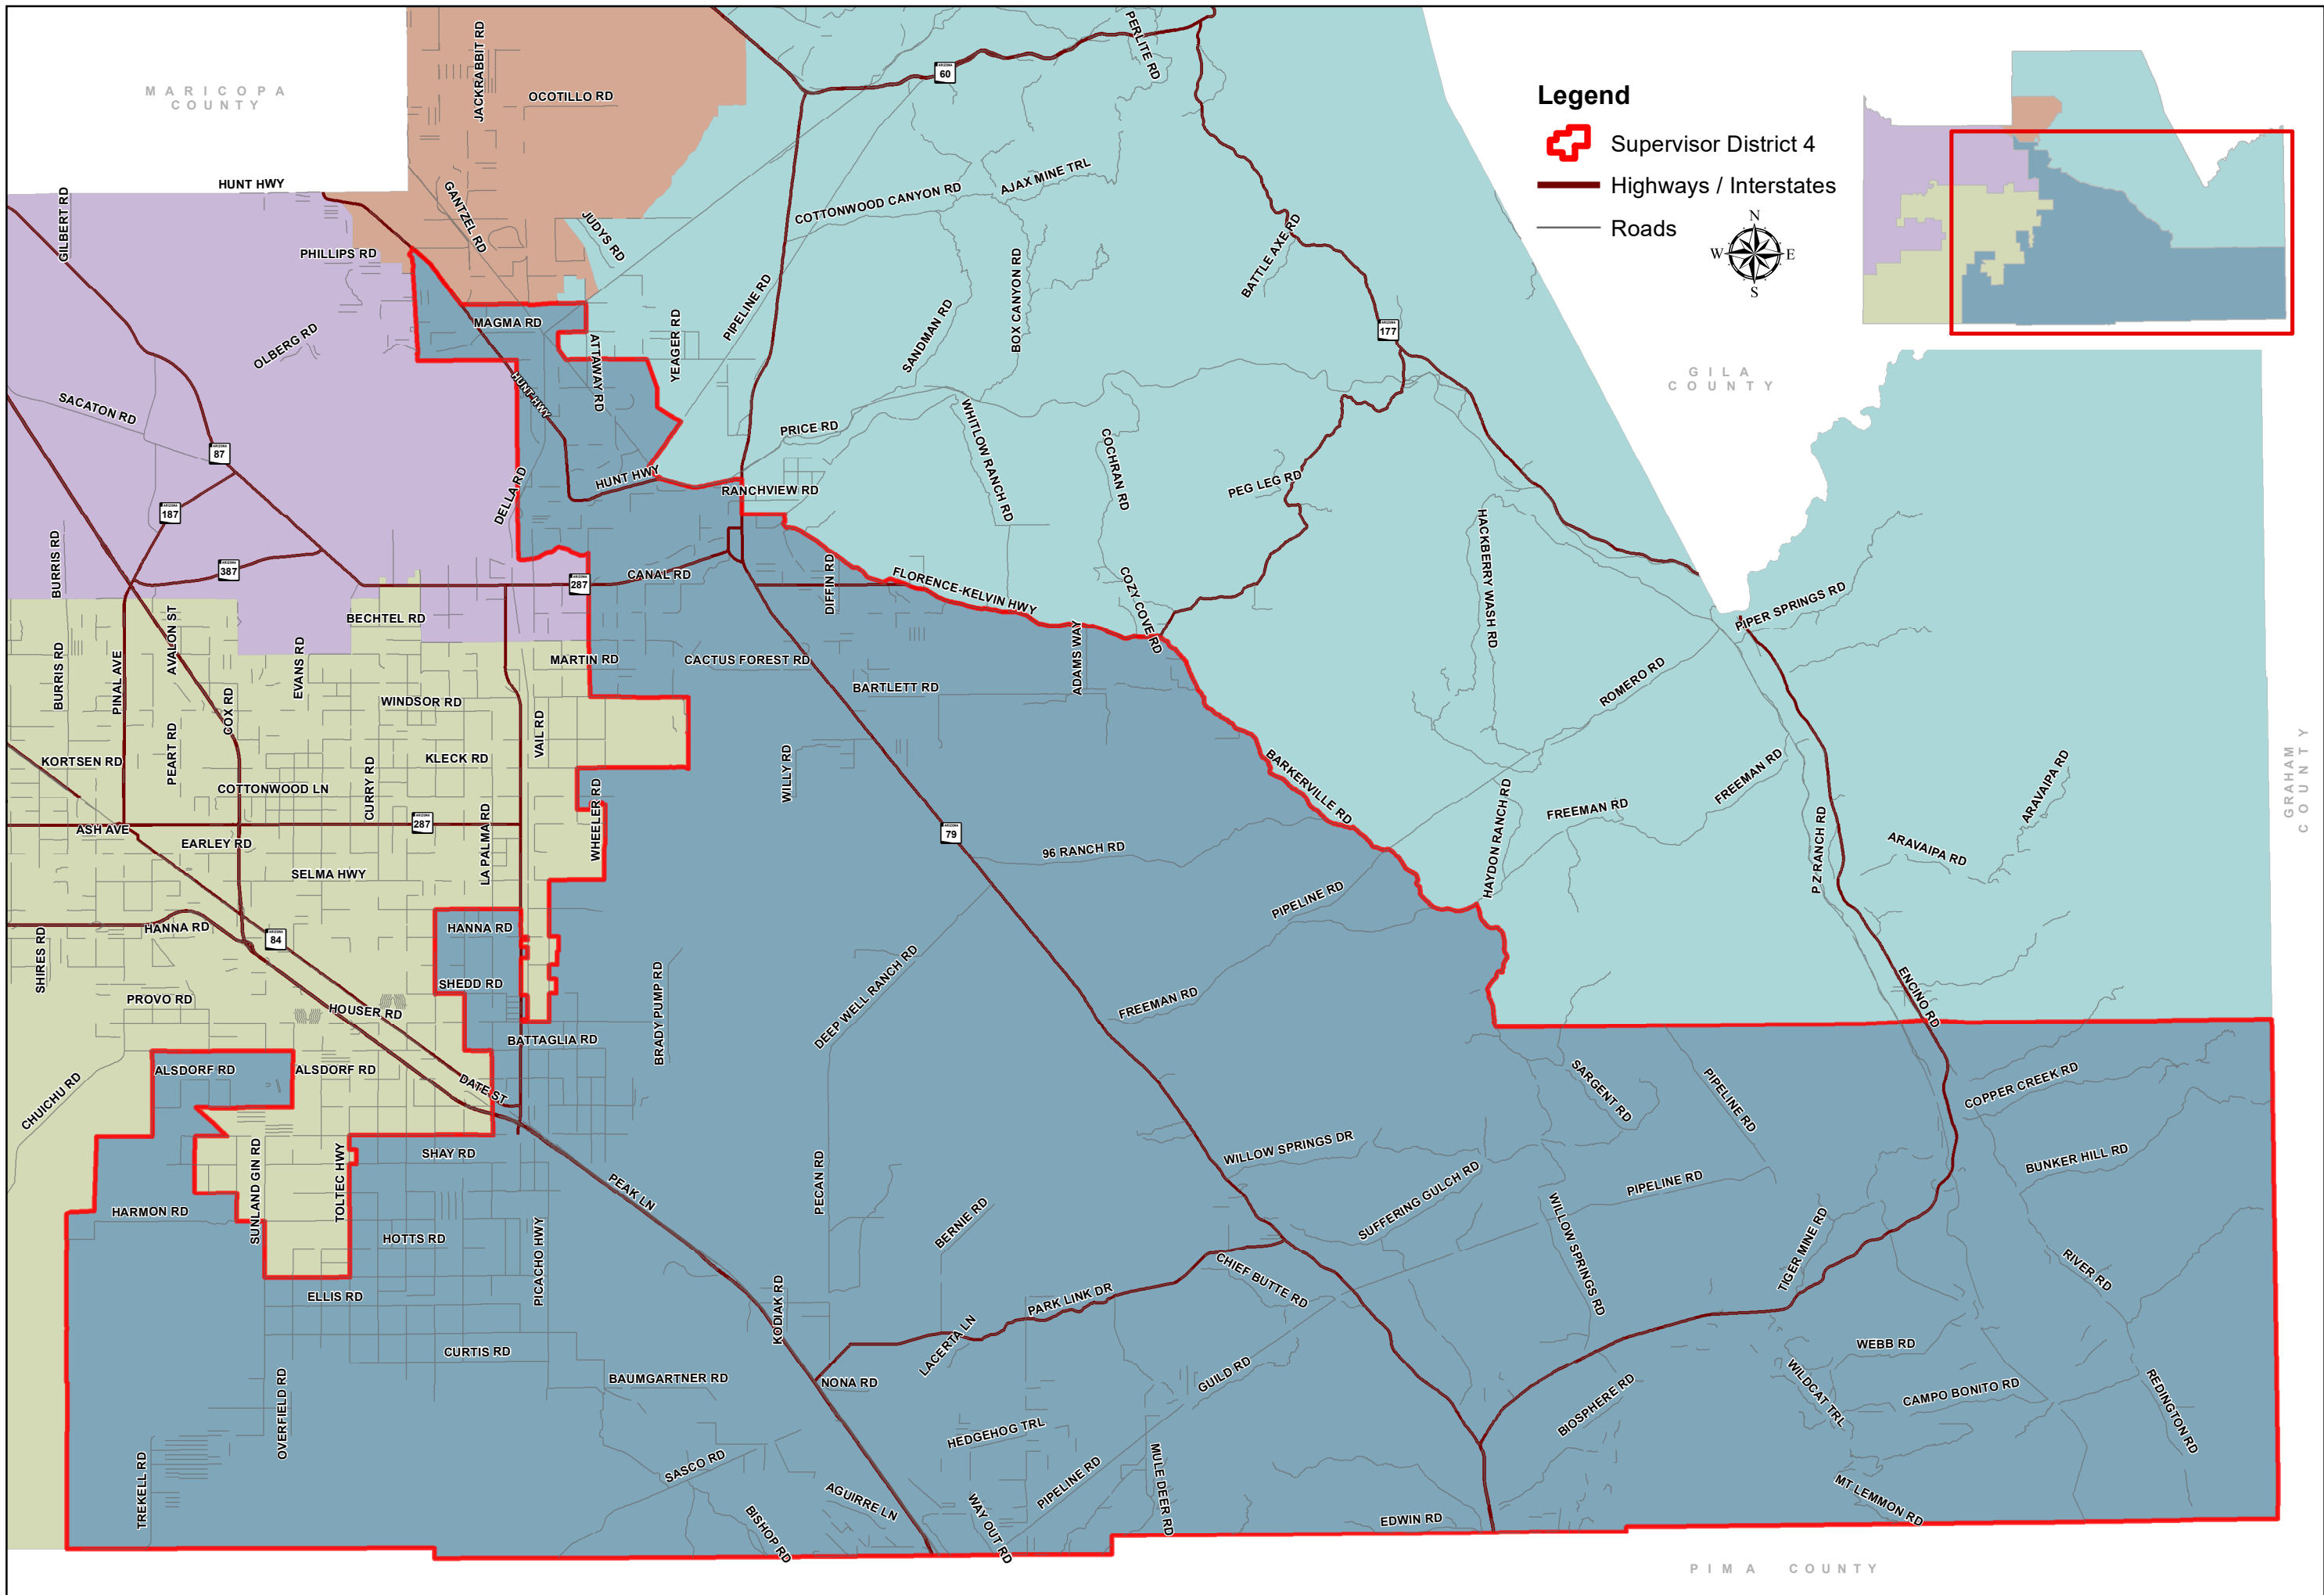 MARICOPA
COUNTY
JACKRABBIT RD
OCOTILLO RD
PERLITE RD
60
Legend
Supervisor District 4
Highways / Interstates
Roads
N
W
E
S
HUNT HWY
GILBERT RD
PHILLIPS RD
GANTZEL RD
JUDYS RD
COTTONWOOD CANYON RD
AJAX MINE TRL
BATTLE AXE RD
OLBERG RD
MAGMA RD
ATTAWAY RD
YEAGER RD
PIPELINE RD
SANDMAN RD
BOX CANYON RD
ARIZONA
177
GILA
COUNTY
SACATON RD
HUNT HWY
87
187
387
DELLA RD
HUNT HWY
RANCHVIEW RD
PRICE RD
WHITLOW RANCH RD
COCHRAN RD
PEG LEG RD
HACKBERRY WASH RD
BURRIS RD
287
CANAL RD
DIFFIN RD
FLORENCE-KELVIN HWY
COZY COVE RD
PIPER SPRINGS RD
BECHTEL RD
AVALON ST
BURRIS RD
PINAL AVE
EVANS RD
MARTIN RD
CACTUS FOREST RD
BARTLETT RD
ADAMS WAY
ROMERO RD
COX RD
WINDSOR RD
VAIL RD
PEART RD
KORTSEN RD
KLECK RD
CURRY RD
COTTONWOOD LN
LA PALMA RD
WHEELER RD
WILLY RD
BARKERVILLE RD
HAYDON RANCH RD
FREEMAN RD
FREEMAN RD
P Z RANCH RD
ARAVAIPA RD
ARAVAIPA RD
GRAHAM
COUNTY
ASH AVE
287
EARLEY RD
SELMA HWY
79
96 RANCH RD
PIPELINE RD
HANNA RD
HANNA RD
84
SHIRES RD
SHEDD RD
PROVO RD
HOUSER RD
BRADY PUMP RD
DEEP WELL RANCH RD
FREEMAN RD
ENCINO RD
BATTAGLIA RD
ALSDORF RD
ALSDORF RD
DATE ST
CHUICHU RD
SARGENT RD
PIPELINE RD
COPPER CREEK RD
SUNLAND GIN RD
TOLTEC HWY
SHAY RD
PEAK LN
PECAN RD
WILLOW SPRINGS DR
SUFFERING GULCH RD
PIPELINE RD
BUNKER HILL RD
HARMON RD
HOTTS RD
PICACHO HWY
BERNIE RD
WILLOW SPRINGS RD
TIGER MINE RD
RIVER RD
ELLIS RD
KODIAK RD
PARK LINK DR
CHIEF BUTTE RD
LACERTA LN
CURTIS RD
WEBB RD
OVERFIELD RD
BAUMGARTNER RD
NONA RD
GUILD RD
BIOSPHERE RD
WILDCAT TRL
CAMPO BONITO RD
REDINGTON RD
HEDGEHOG TRL
TREKELL RD
SASCO RD
AGUIRRE LN
BISHOP RD
WAY OUT RD
PIPELINE RD
MULE DEER RD
EDWIN RD
MT LEMMON RD
PIMA COUNTY